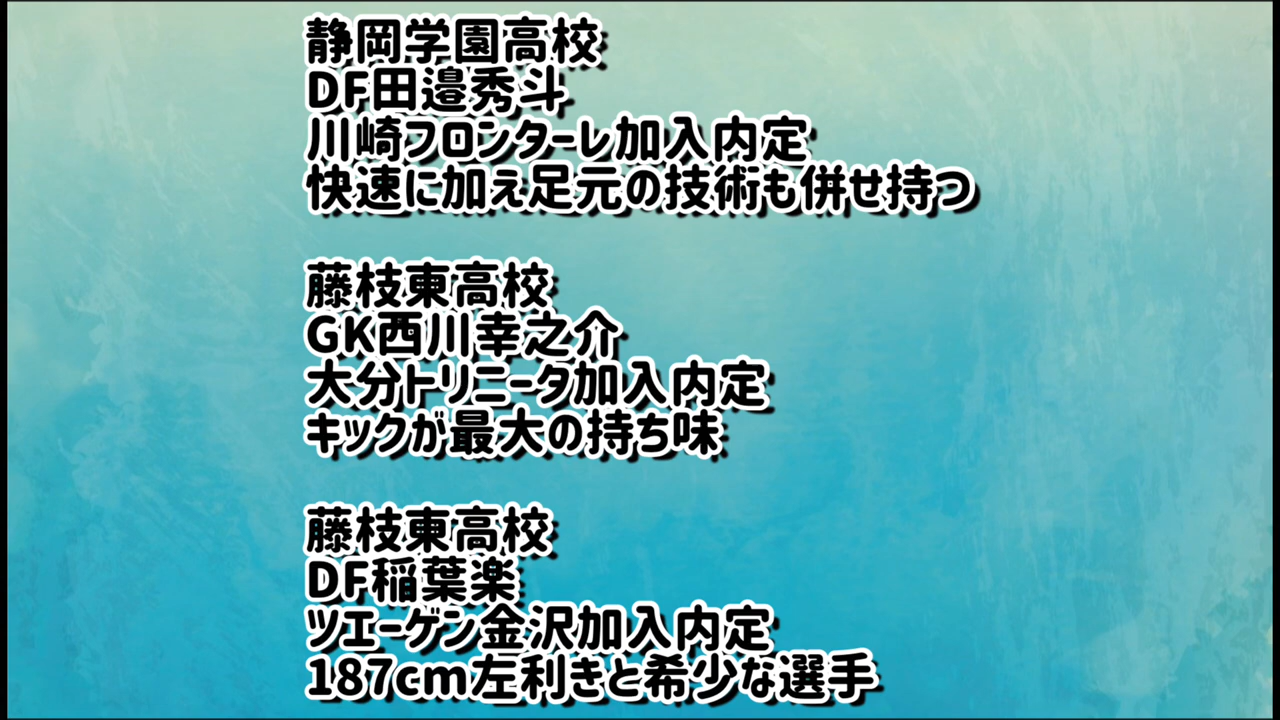 静岡学園高校
DF田邉秀斗
川崎フロンターレ加入内定
快速に加え足元の技術も併せ持つ
藤枝東高校
GK西川幸之介
大分トリニータ加入内定
キックが最大の持ち味
藤枝東高校
DF稲葉楽
ツエーゲン金沢加入内定
187cm左利きと希少な選手